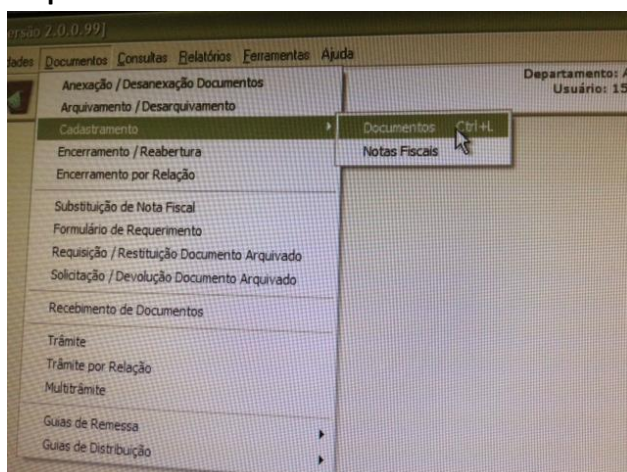 ersão 2.0.0.99]
dades Documentos Consultas Relatórios Ferramentas Ajuda
Departamento: A
Usuário: 15
Anexação / Desanexação Documentos
Arquivamento / Desarquivamento
Cadastramento
Documentos Ctrl+L
Notas Fiscais
Encerramento / Reabertura
Encerramento por Relação
Substituição de Nota Fiscal
Formulário de Requerimento
Requisição / Restituição Documento Arquivado
Solicitação / Devolução Documento Arquivado
Recebimento de Documentos
Trâmite
Trâmite por Relação
Multitrâmite
Guias de Remessa
Guias de Distribuição